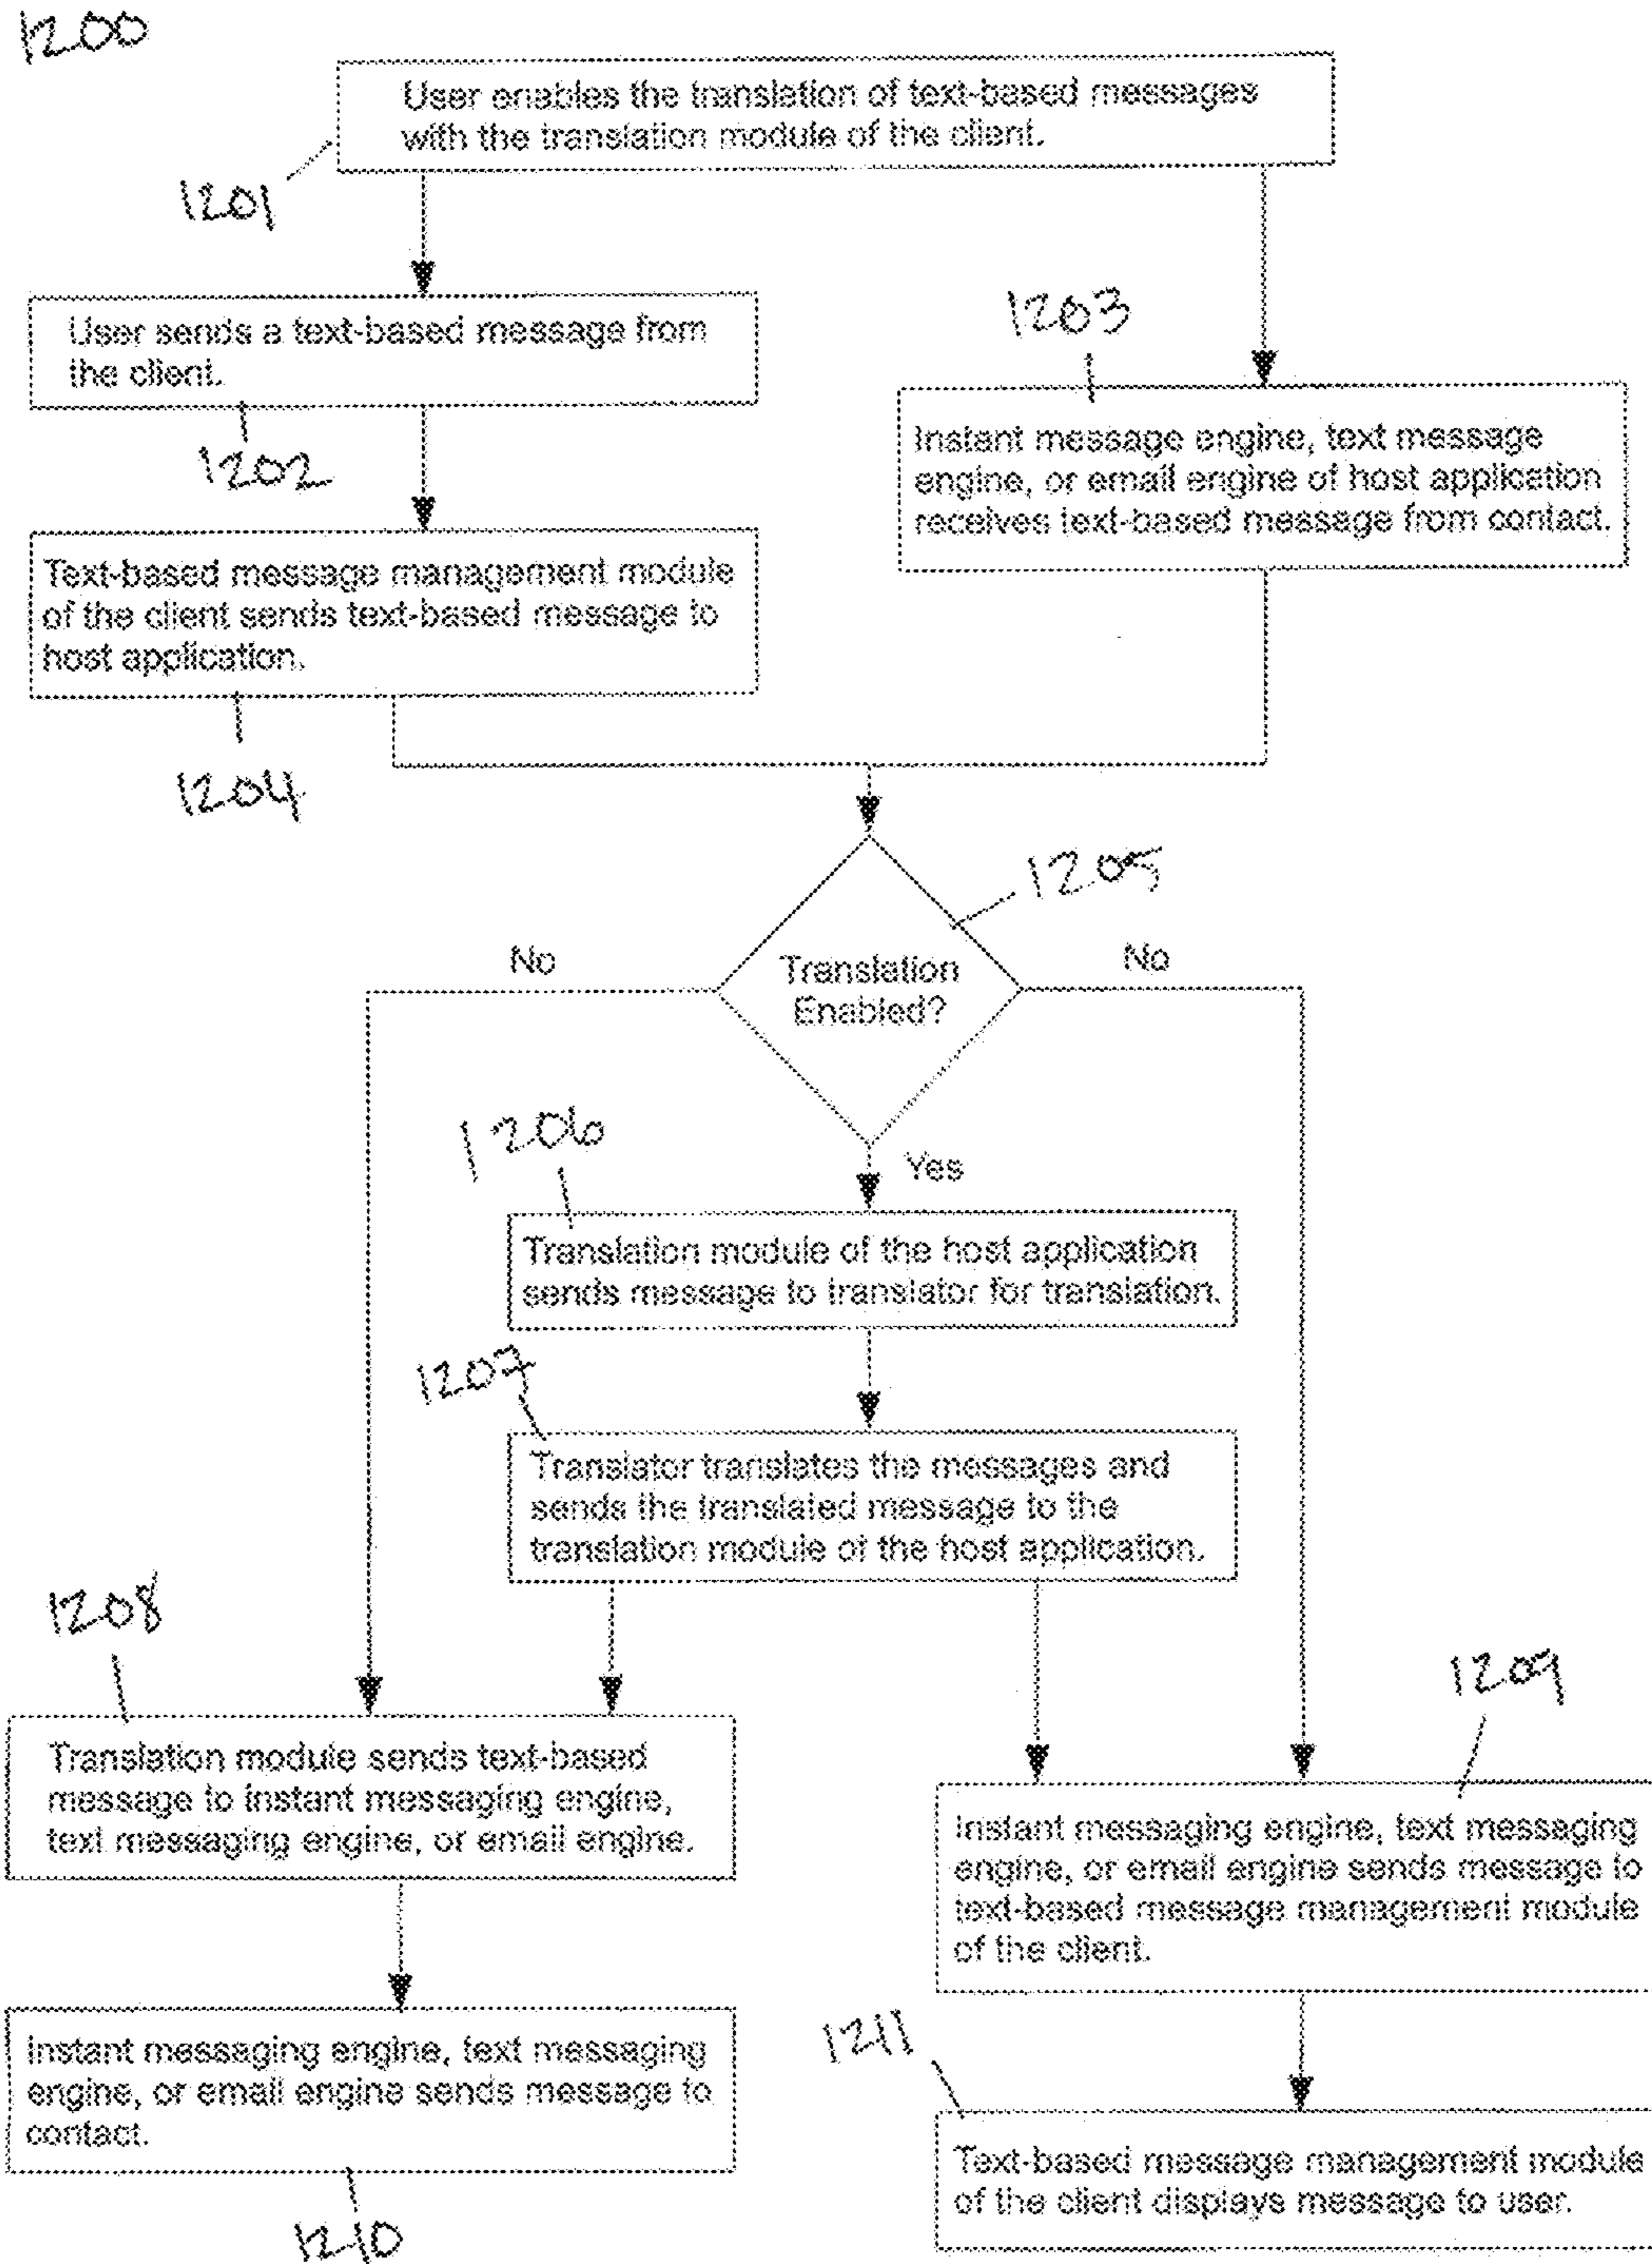 1200
User enables the translation of text-based messages
with the translation module of the client.
1201
User sends a text-based message from
the client.
1202
1203
Instant message engine, text message
engine, or email engine of host application
receives text-based message from contact.
Text-based message management module
of the client sends text-based message to
host application.
1204
1205
No
Translation
Enabled?
No
1206
Yes
Translation module of the host application
sends message to translator for translation.
1207
Translator translates the messages and
sends the translated message to the
translation module of the host application.
1208
Translation module sends text-based
message to instant messaging engine,
text messaging engine, or email engine.
1209
Instant messaging engine, text messaging
engine, or email engine sends message to
text-based message management module
of the client.
Instant messaging engine, text messaging
engine, or email engine sends message to
contact.
1210
1211
Text-based message management module
of the client displays message to user.